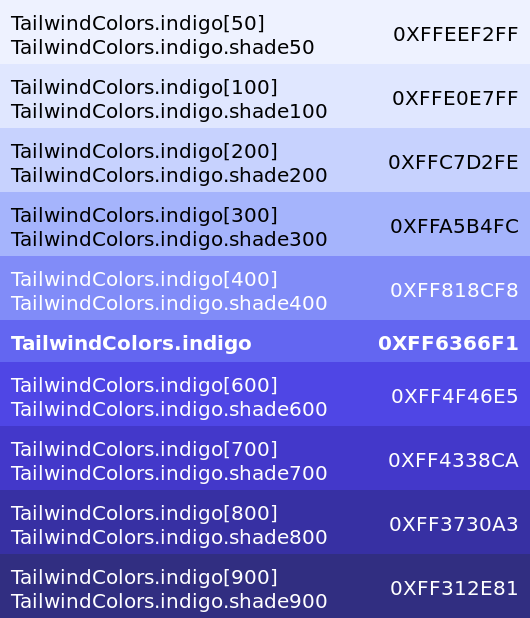 TailwindColors.indigo[50]
TailwindColors.indigo.shade50
0XFFEEF2FF
TailwindColors.indigo[100]
TailwindColors.indigo.shade100
0XFFE0E7FF
TailwindColors.indigo[200]
TailwindColors.indigo.shade200
0XFFC7D2FE
TailwindColors.indigo[300]
TailwindColors.indigo.shade300
0XFFA5B4FC
TailwindColors.indigo[400]
TailwindColors.indigo.shade400
0XFF818CF8
TailwindColors.indigo
0XFF6366F1
TailwindColors.indigo[600]
TailwindColors.indigo.shade600
0XFF4F46E5
TailwindColors.indigo[700]
TailwindColors.indigo.shade700
0XFF4338CA
TailwindColors.indigo[800]
TailwindColors.indigo.shade800
0XFF3730A3
TailwindColors.indigo[900]
TailwindColors.indigo.shade900
0XFF312E81